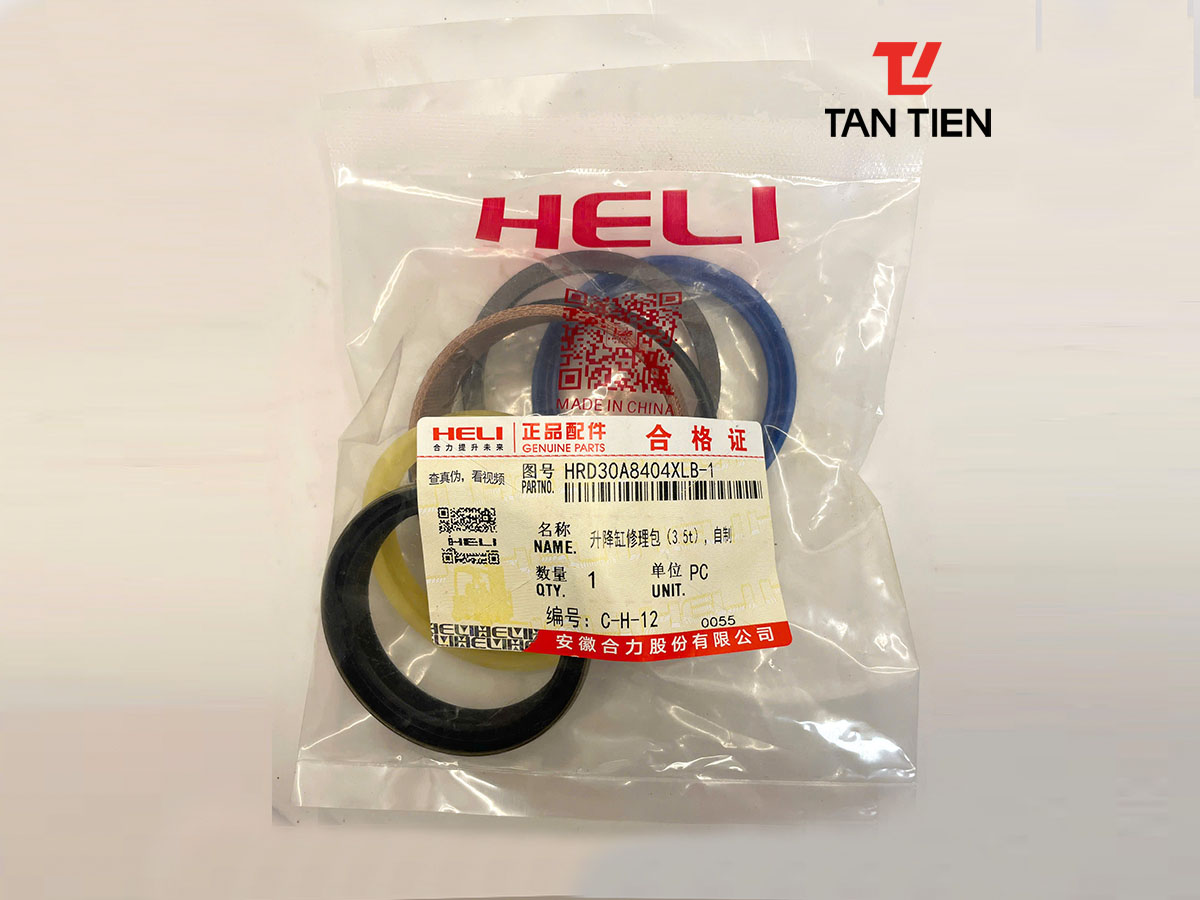 TAN TIEN
HELI
MADE IN CHINA
HELI 正品配件 合格证
合力提升未来 GENUINE PARTS
查真伪，看视频
图号 HRD30A8404XLB-1
PARTNO.
HELI
名称 升降缸修理包(3.5t)，自制
NAME.
数量 1 单位 PC
QTY. UNIT.
编号: C-H-12 0055
安徽合力股份有限公司